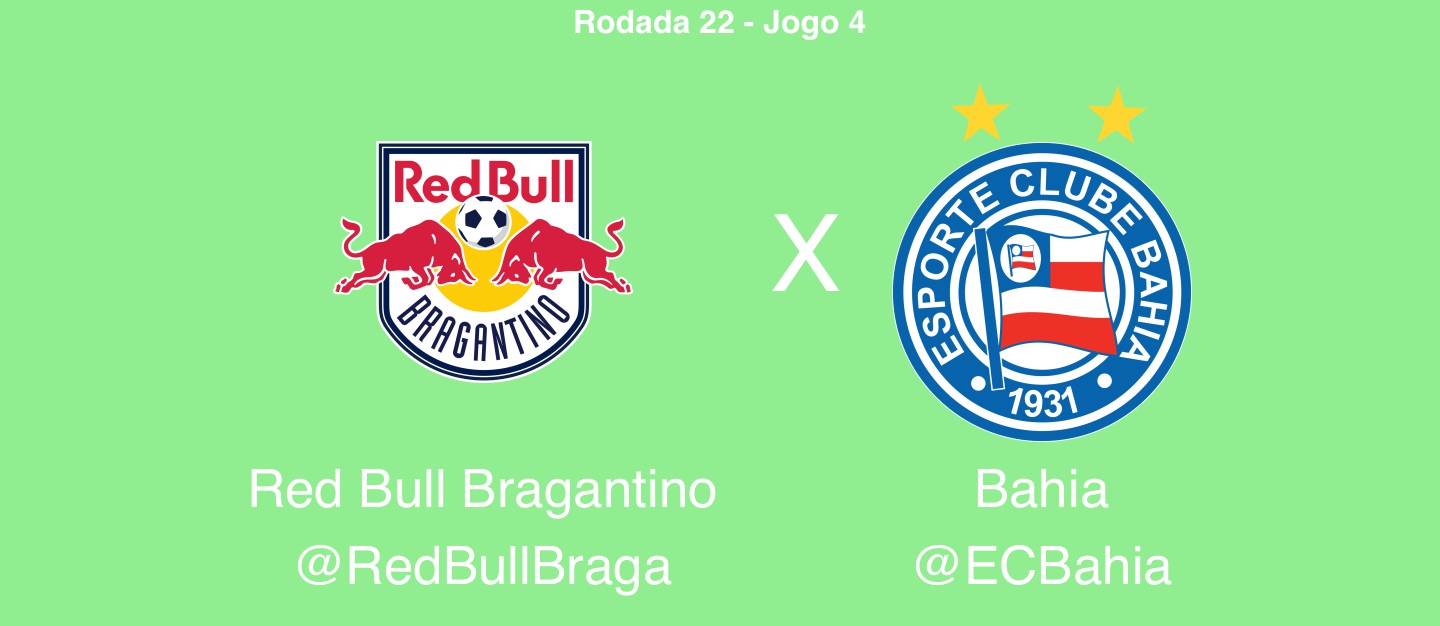 Rodada 22 - Jogo 4
Red Bull
BRAGANTINO
X
ESPORTE CLUBE BAHIA
1931
Red Bull Bragantino
Bahia
@RedBullBraga
@ECBahia